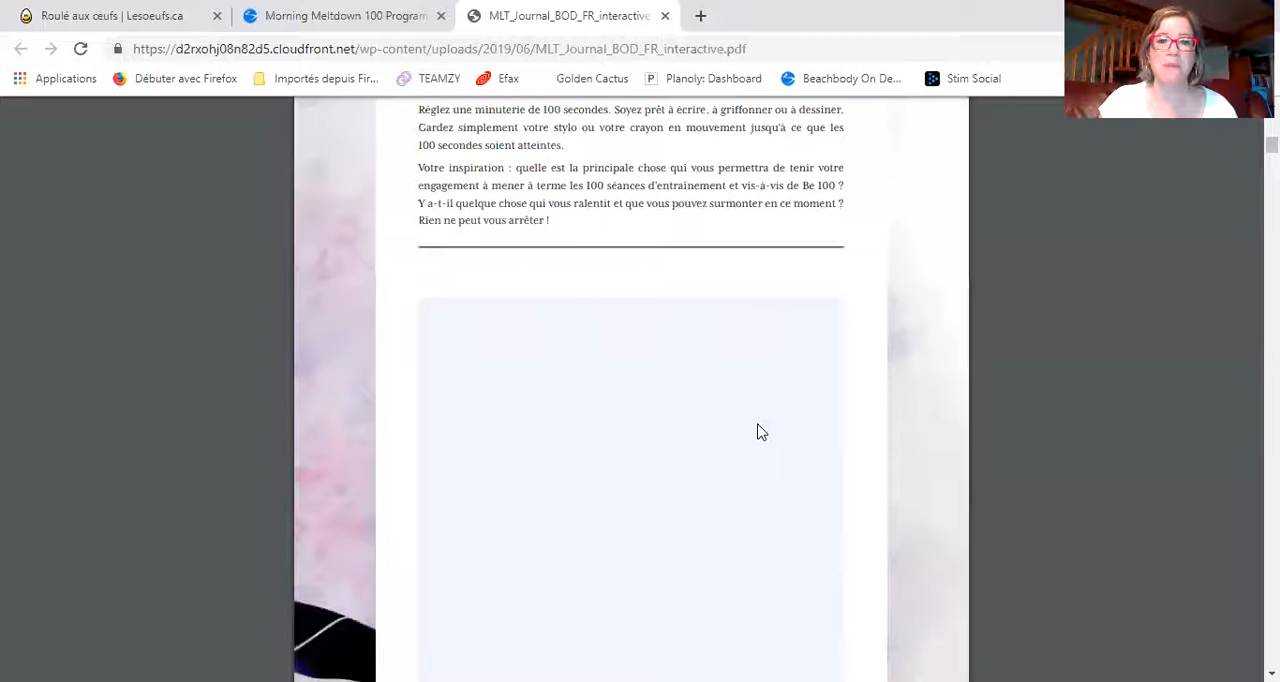 Roulé aux œufs | Lesoeufs.ca
Morning Meltdown 100 Program
MLT_Journal_BOD_FR_interactive
https://d2rxohj08n82d5.cloudfront.net/wp-content/uploads/2019/06/MLT_Journal_BOD_FR_interactive.pdf
Applications
Débuter avec Firefox
Importés depuis Fir...
TEAMZY
Efax
Golden Cactus
P Planoly: Dashboard
Beachbody On De...
Stim Social
Réglez une minuterie de 100 secondes. Soyez prêt à écrire, à griffonner ou à dessiner,
Gardez simplement votre stylo ou votre crayon en mouvement jusqu'à ce que les
100 secondes soient atteintes.
Votre inspiration : quelle est la principale chose qui vous permettra de tenir votre
engagement à mener à terme les 100 séances d'entraînement et vis-à-vis de Be 100 ?
Y a-t-il quelque chose qui vous ralentit et que vous pouvez surmonter en ce moment ?
Rien ne peut vous arrêter !